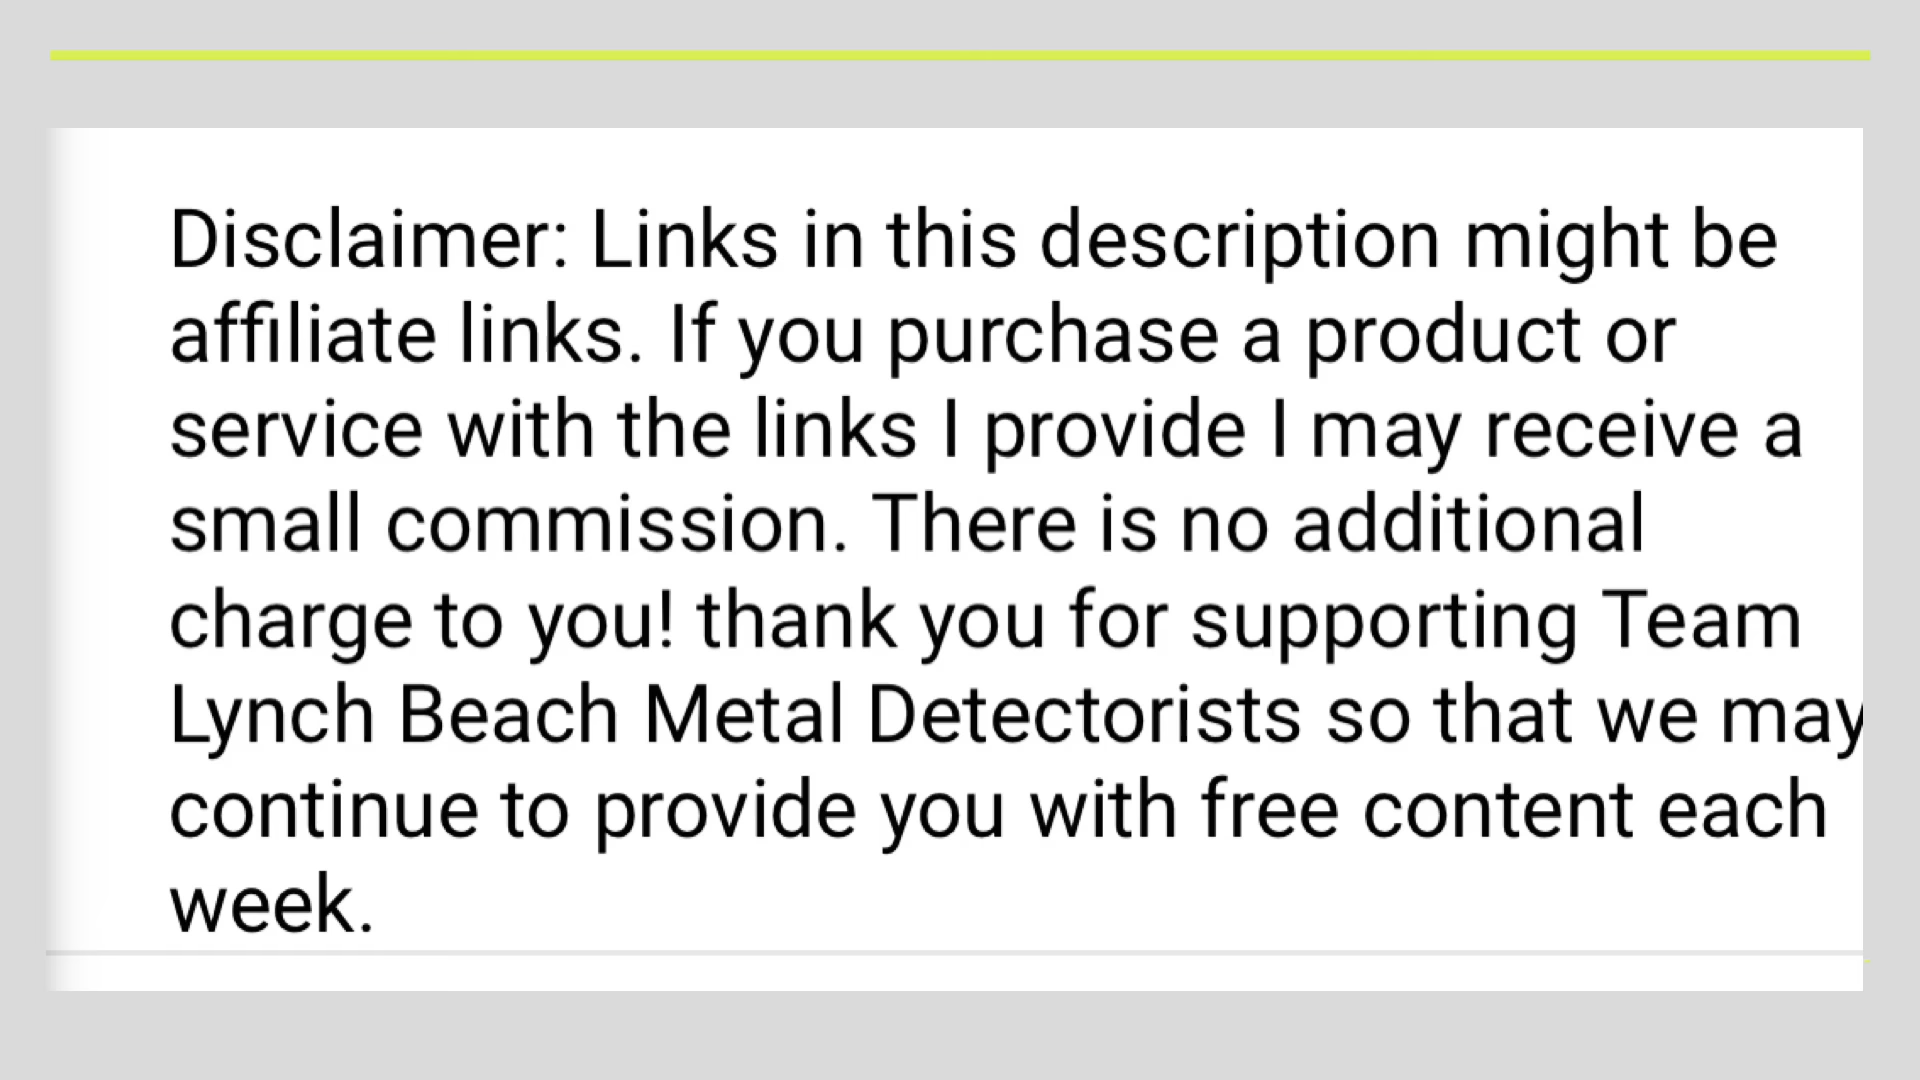 Disclaimer: Links in this description might be
affiliate links. If you purchase a product or
service with the links I provide I may receive a
small commission. There is no additional
charge to you! thank you for supporting Team
Lynch Beach Metal Detectorists so that we may
continue to provide you with free content each
week.